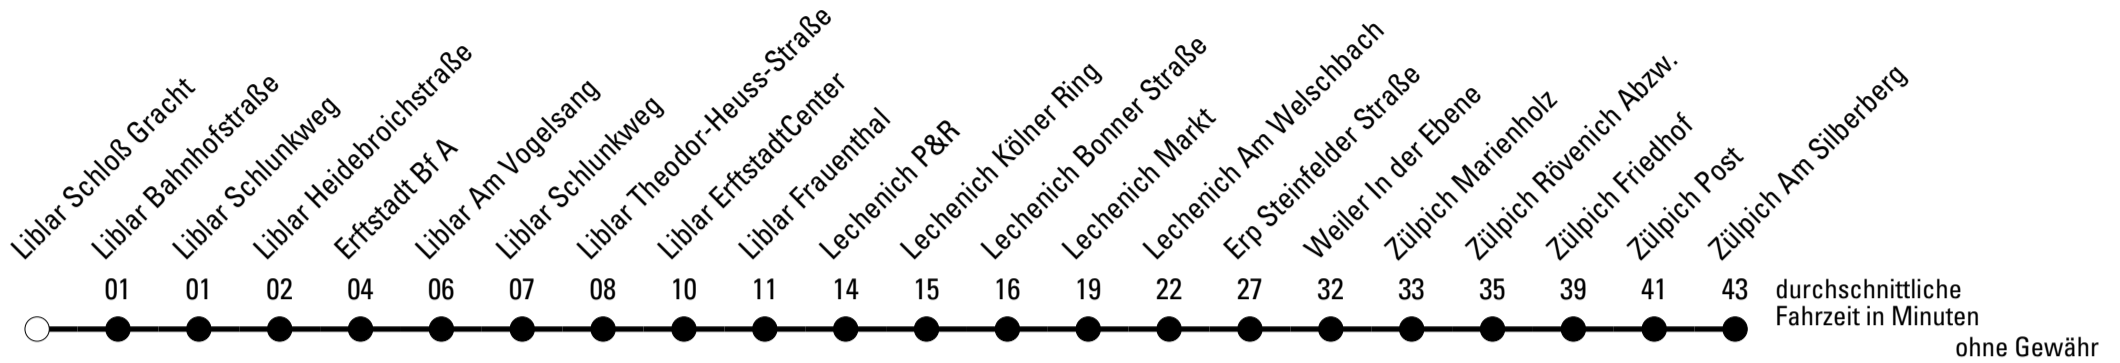 Liblar Schloß Gracht
Liblar Bahnhofstraße
Liblar Schlunkweg
Liblar Heidebroichstraße
Erftstadt Bf A
Liblar Am Vogelsang
Liblar Schlunkweg
Liblar Theodor-Heuss-Straße
Liblar ErftstadtCenter
Liblar Frauenthal
Lechenich P&R
Lechenich Kölner Ring
Lechenich Bonner Straße
Lechenich Markt
Lechenich Am Welschbach
Erp Steinfelder Straße
Weiler In der Ebene
Zülpich Marienholz
Zülpich Rövenich Abzw.
Zülpich Friedhof
Zülpich Post
Zülpich Am Silberberg
01 01 02 04 06 07 08 10 11 14 15 16 19 22 27 32 33 35 39 41 43 durchschnittliche
Fahrzeit in Minuten
ohne Gewähr